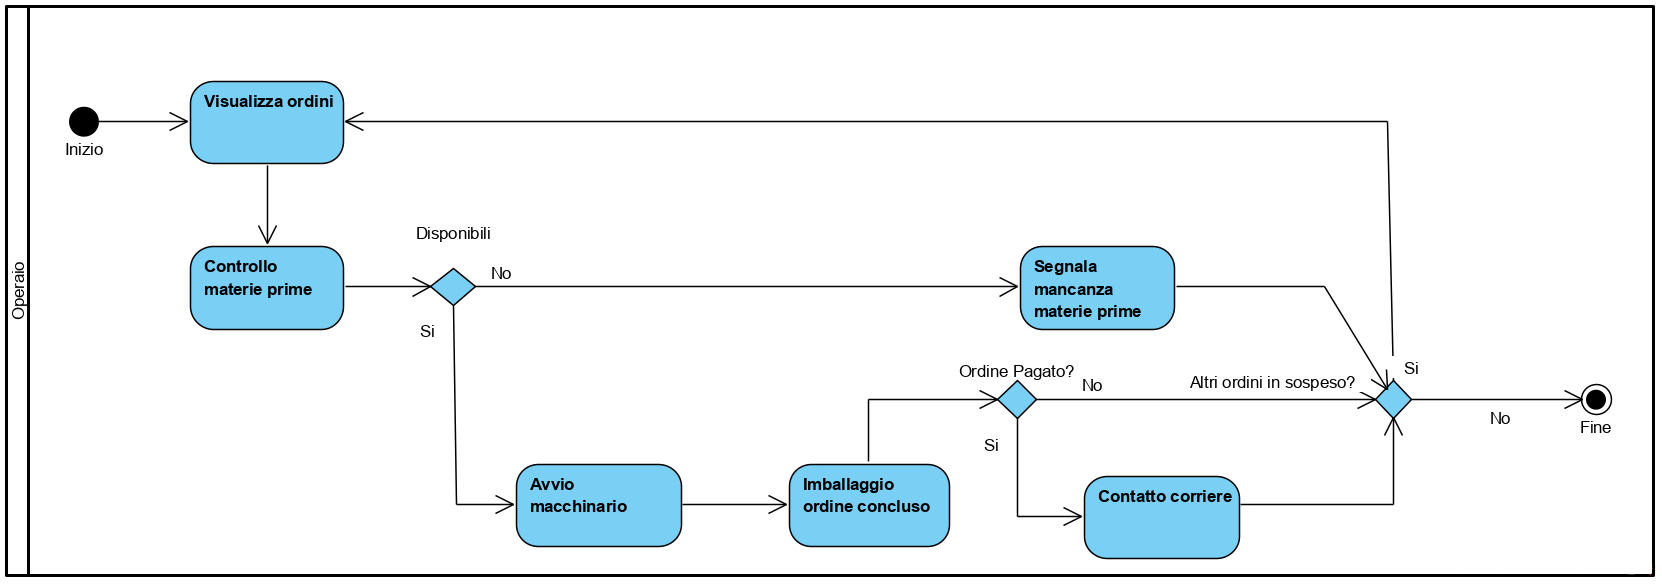 Operaio
Inizio
Visualizza ordini
Controllo
materie prime
Disponibili
No
Si
Segnala
mancanza
materie prime
Avvio
macchinario
Imballaggio
ordine concluso
Ordine Pagato?
No
Si
Contatto corriere
Altri ordini in sospeso?
Si
No
Fine